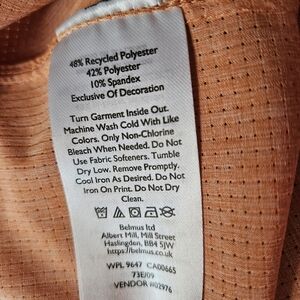 48% Recycled Polyester
42% Polyester
10% Spandex
Exclusive Of Decoration
Turn Garment Inside Out.
Machine Wash Cold With Like
Colors. Only Non-Chlorine
Bleach When Needed. Do Not
Use Fabric Softeners. Tumble
Dry Low. Remove Promptly.
Cool Iron As Desired. Do Not
Iron On Print. Do Not Dry
Clean.
Belmus ltd
Albert Mill, Mill Street
Haslingden, BB4 5JW
https://belmus.com
WPL 9647 CA00665
73E/09
VENDOR #02976